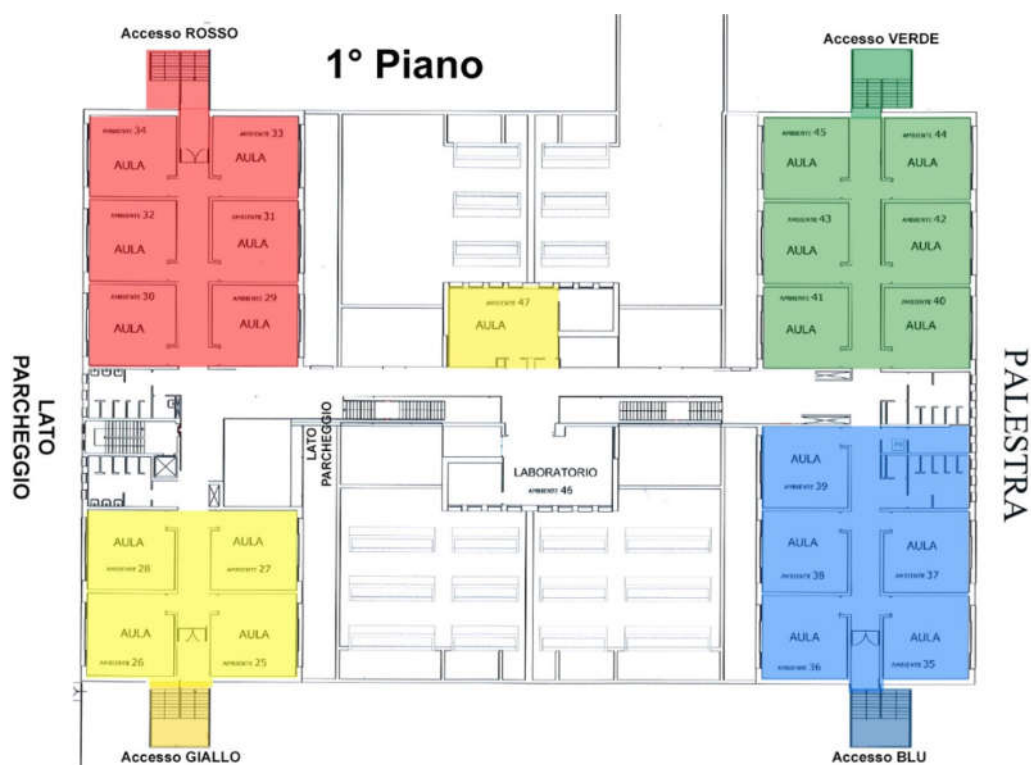 Accesso ROSSO
1° Piano
Accesso VERDE
AMBIENTE 34
AULA
AMBIENTE 33
AULA
AMBIENTE 45
AULA
AMBIENTE 44
AULA
AMBIENTE 32
AULA
AMBIENTE 31
AULA
AMBIENTE 43
AULA
AMBIENTE 42
AULA
AMBIENTE 30
AULA
AMBIENTE 29
AULA
AMBIENTE 47
AULA
AMBIENTE 41
AULA
AMBIENTE 40
AULA
LATO
PARCHEGGIO
LATO
PARCHEGGIO
PALESTRA
LABORATORIO
AMBIENTE 46
AULA
AMBIENTE 39
AULA
AMBIENTE 28
AULA
AMBIENTE 27
AULA
AMBIENTE 38
AULA
AMBIENTE 37
AULA
AMBIENTE 26
AULA
AMBIENTE 25
AULA
AMBIENTE 36
AULA
AMBIENTE 35
Accesso GIALLO
Accesso BLU